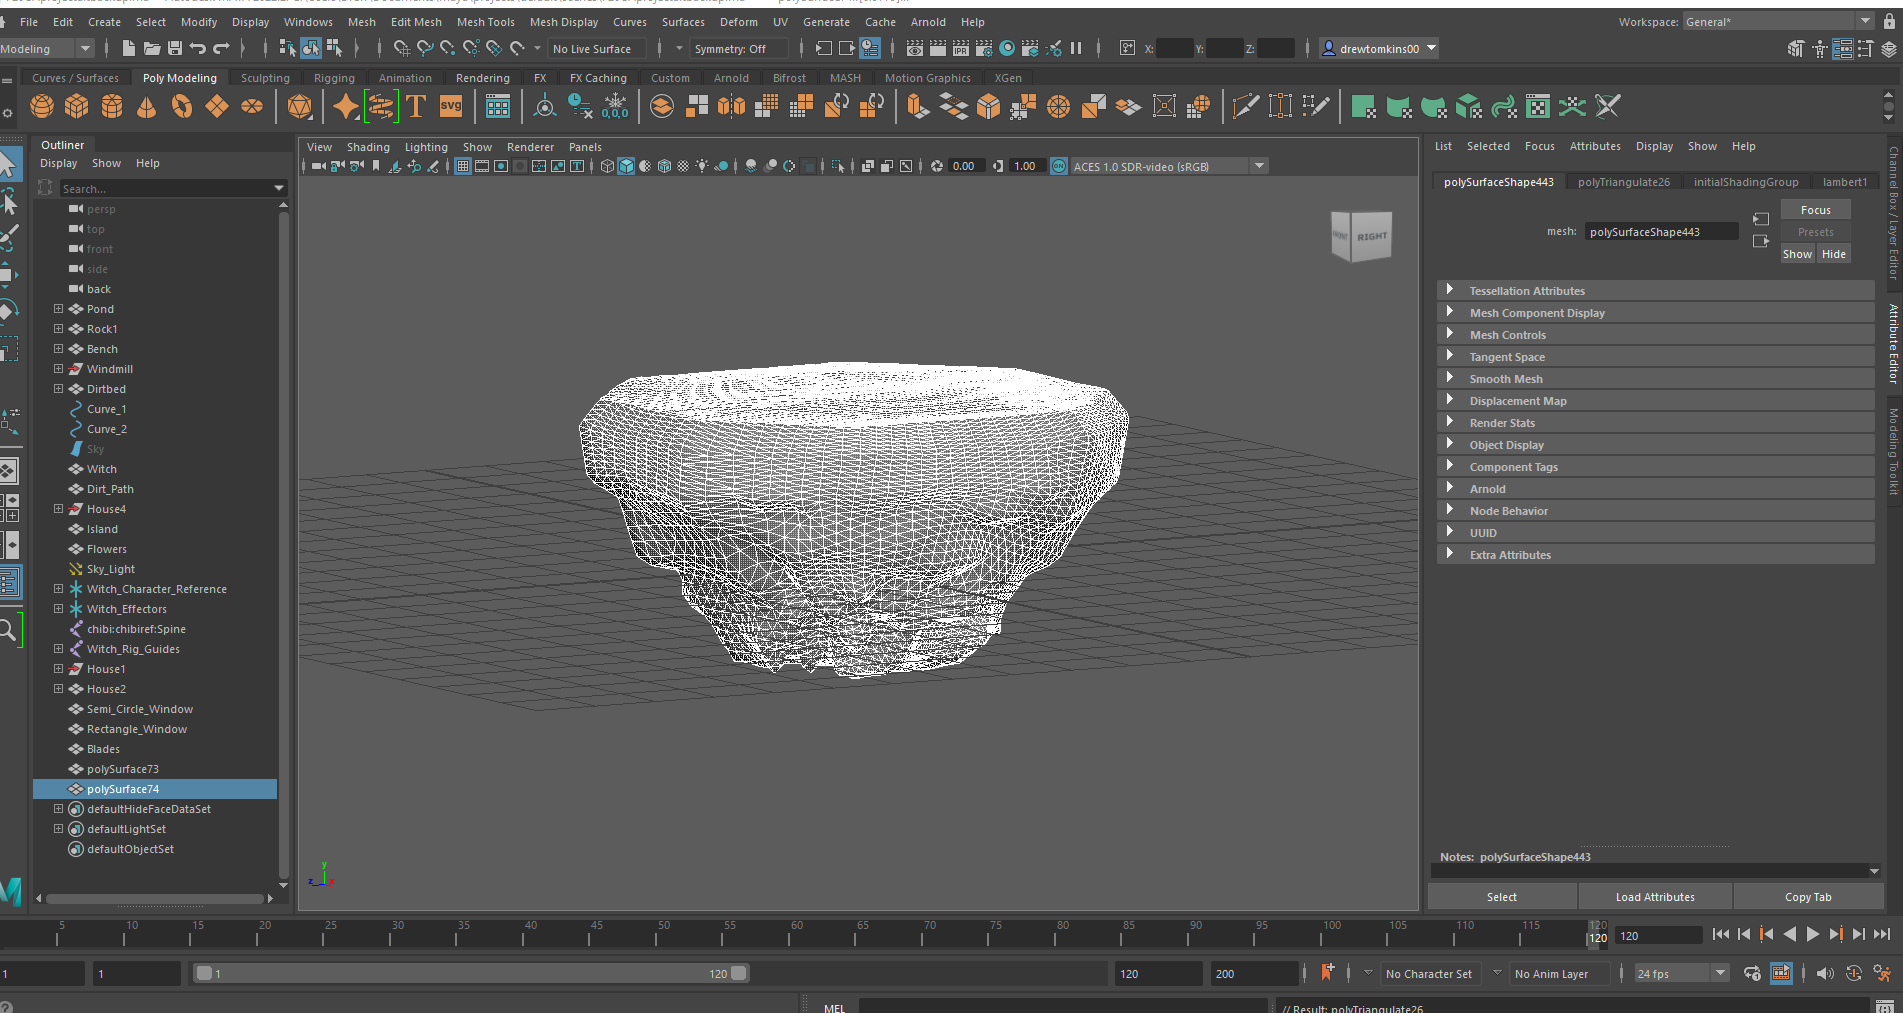 File Edit Create Select Modify Display Windows Mesh Edit Mesh Mesh Tools Mesh Display Curves Surfaces Deform UV Generate Cache Arnold Help
Workspace: General*
Modeling
No Live Surface
Symmetry: Off
X: Y: Z:
drewtomkins00
Curves / Surfaces Poly Modeling Sculpting Rigging Animation Rendering FX FX Caching Custom Arnold Bifrost MASH Motion Graphics XGen
T svg 0,0,0
Outliner
Display Show Help
Search...
persp
top
front
side
back
Pond
Rock1
Bench
Windmill
Dirtbed
Curve_1
Curve_2
Sky
Witch
Dirt_Path
House4
Island
Flowers
Sky_Light
Witch_Character_Reference
Witch_Effectors
chibi:chibiref:Spine
Witch_Rig_Guides
House1
House2
Semi_Circle_Window
Rectangle_Window
Blades
polySurface73
polySurface74
defaultHideFaceDataSet
defaultLightSet
defaultObjectSet
View Shading Lighting Show Renderer Panels
0.00 1.00 ON ACES 1.0 SDR-video (sRGB)
FRONT RIGHT
y
z x
List Selected Focus Attributes Display Show Help
polySurfaceShape443 polyTriangulate26 initialShadingGroup lambert1
Focus
mesh: polySurfaceShape443
Presets
Show Hide
Tessellation Attributes
Mesh Component Display
Mesh Controls
Tangent Space
Smooth Mesh
Displacement Map
Render Stats
Object Display
Component Tags
Arnold
Node Behavior
UUID
Extra Attributes
Notes: polySurfaceShape443
Select Load Attributes Copy Tab
Channel Box / Layer Editor
Attribute Editor
Modeling Toolkit
5 10 15 20 25 30 35 40 45 50 55 60 65 70 75 80 85 90 95 100 105 110 115 120
120
120
1 1 1 120 120 200
No Character Set
No Anim Layer
24 fps
MEL
// Result: polyTriangulate26